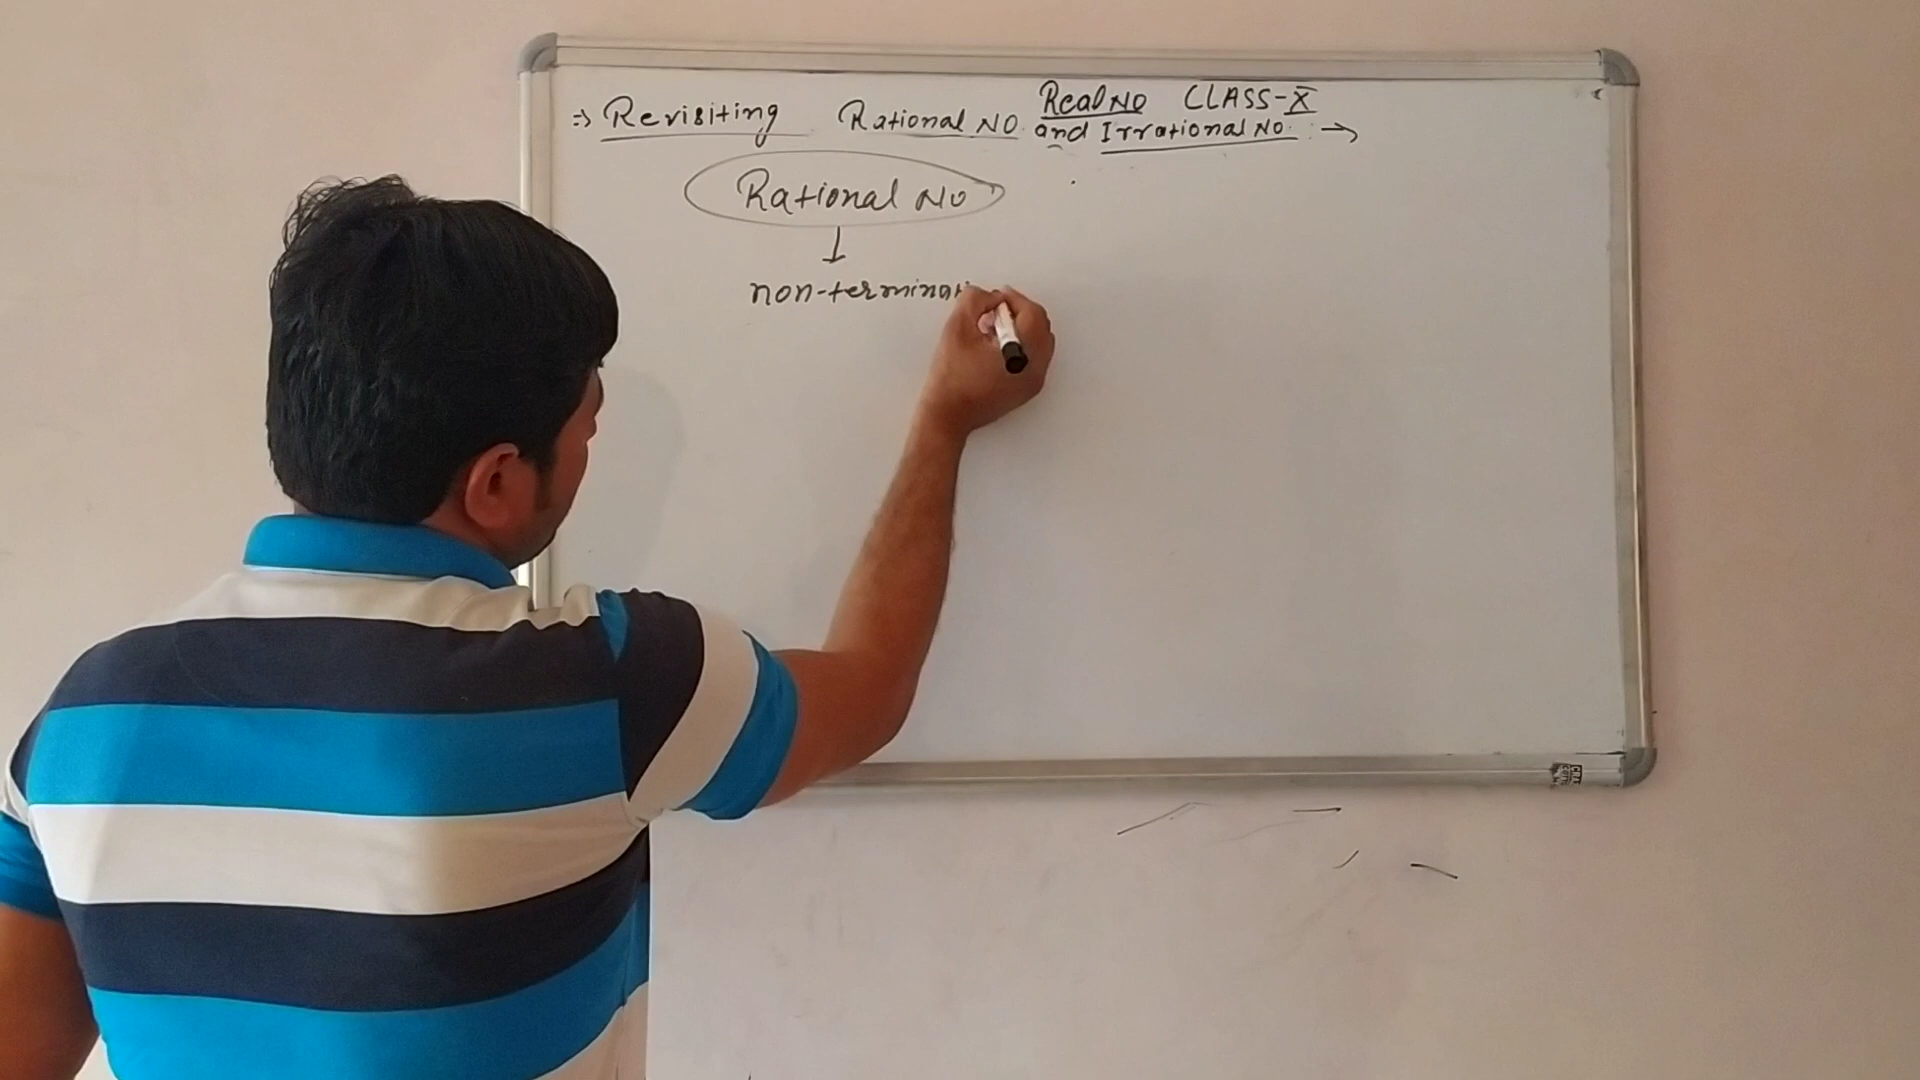 Real NO CLASS-X
⇒ Revisiting Rational NO. and Irrational No. : →
Rational NO
non-terminati